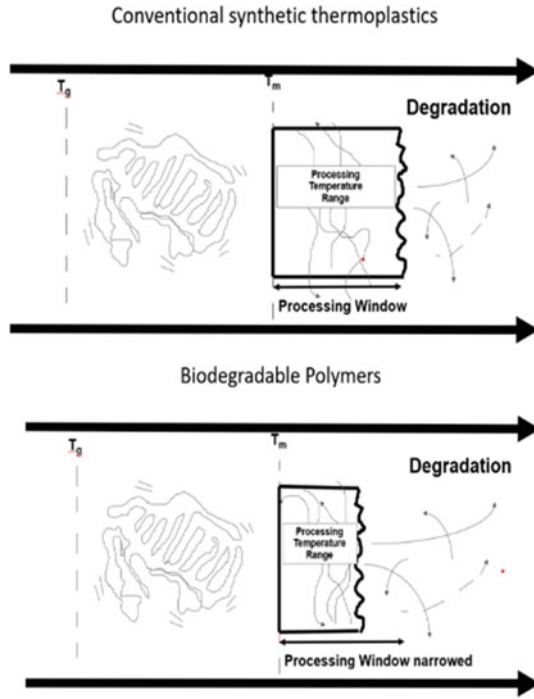 Conventional synthetic thermoplastics
Tg
Tm
Degradation
Processing
Temperature
Range
Processing Window
Biodegradable Polymers
Tg
Tm
Degradation
Processing
Temperature
Range
Processing Window narrowed